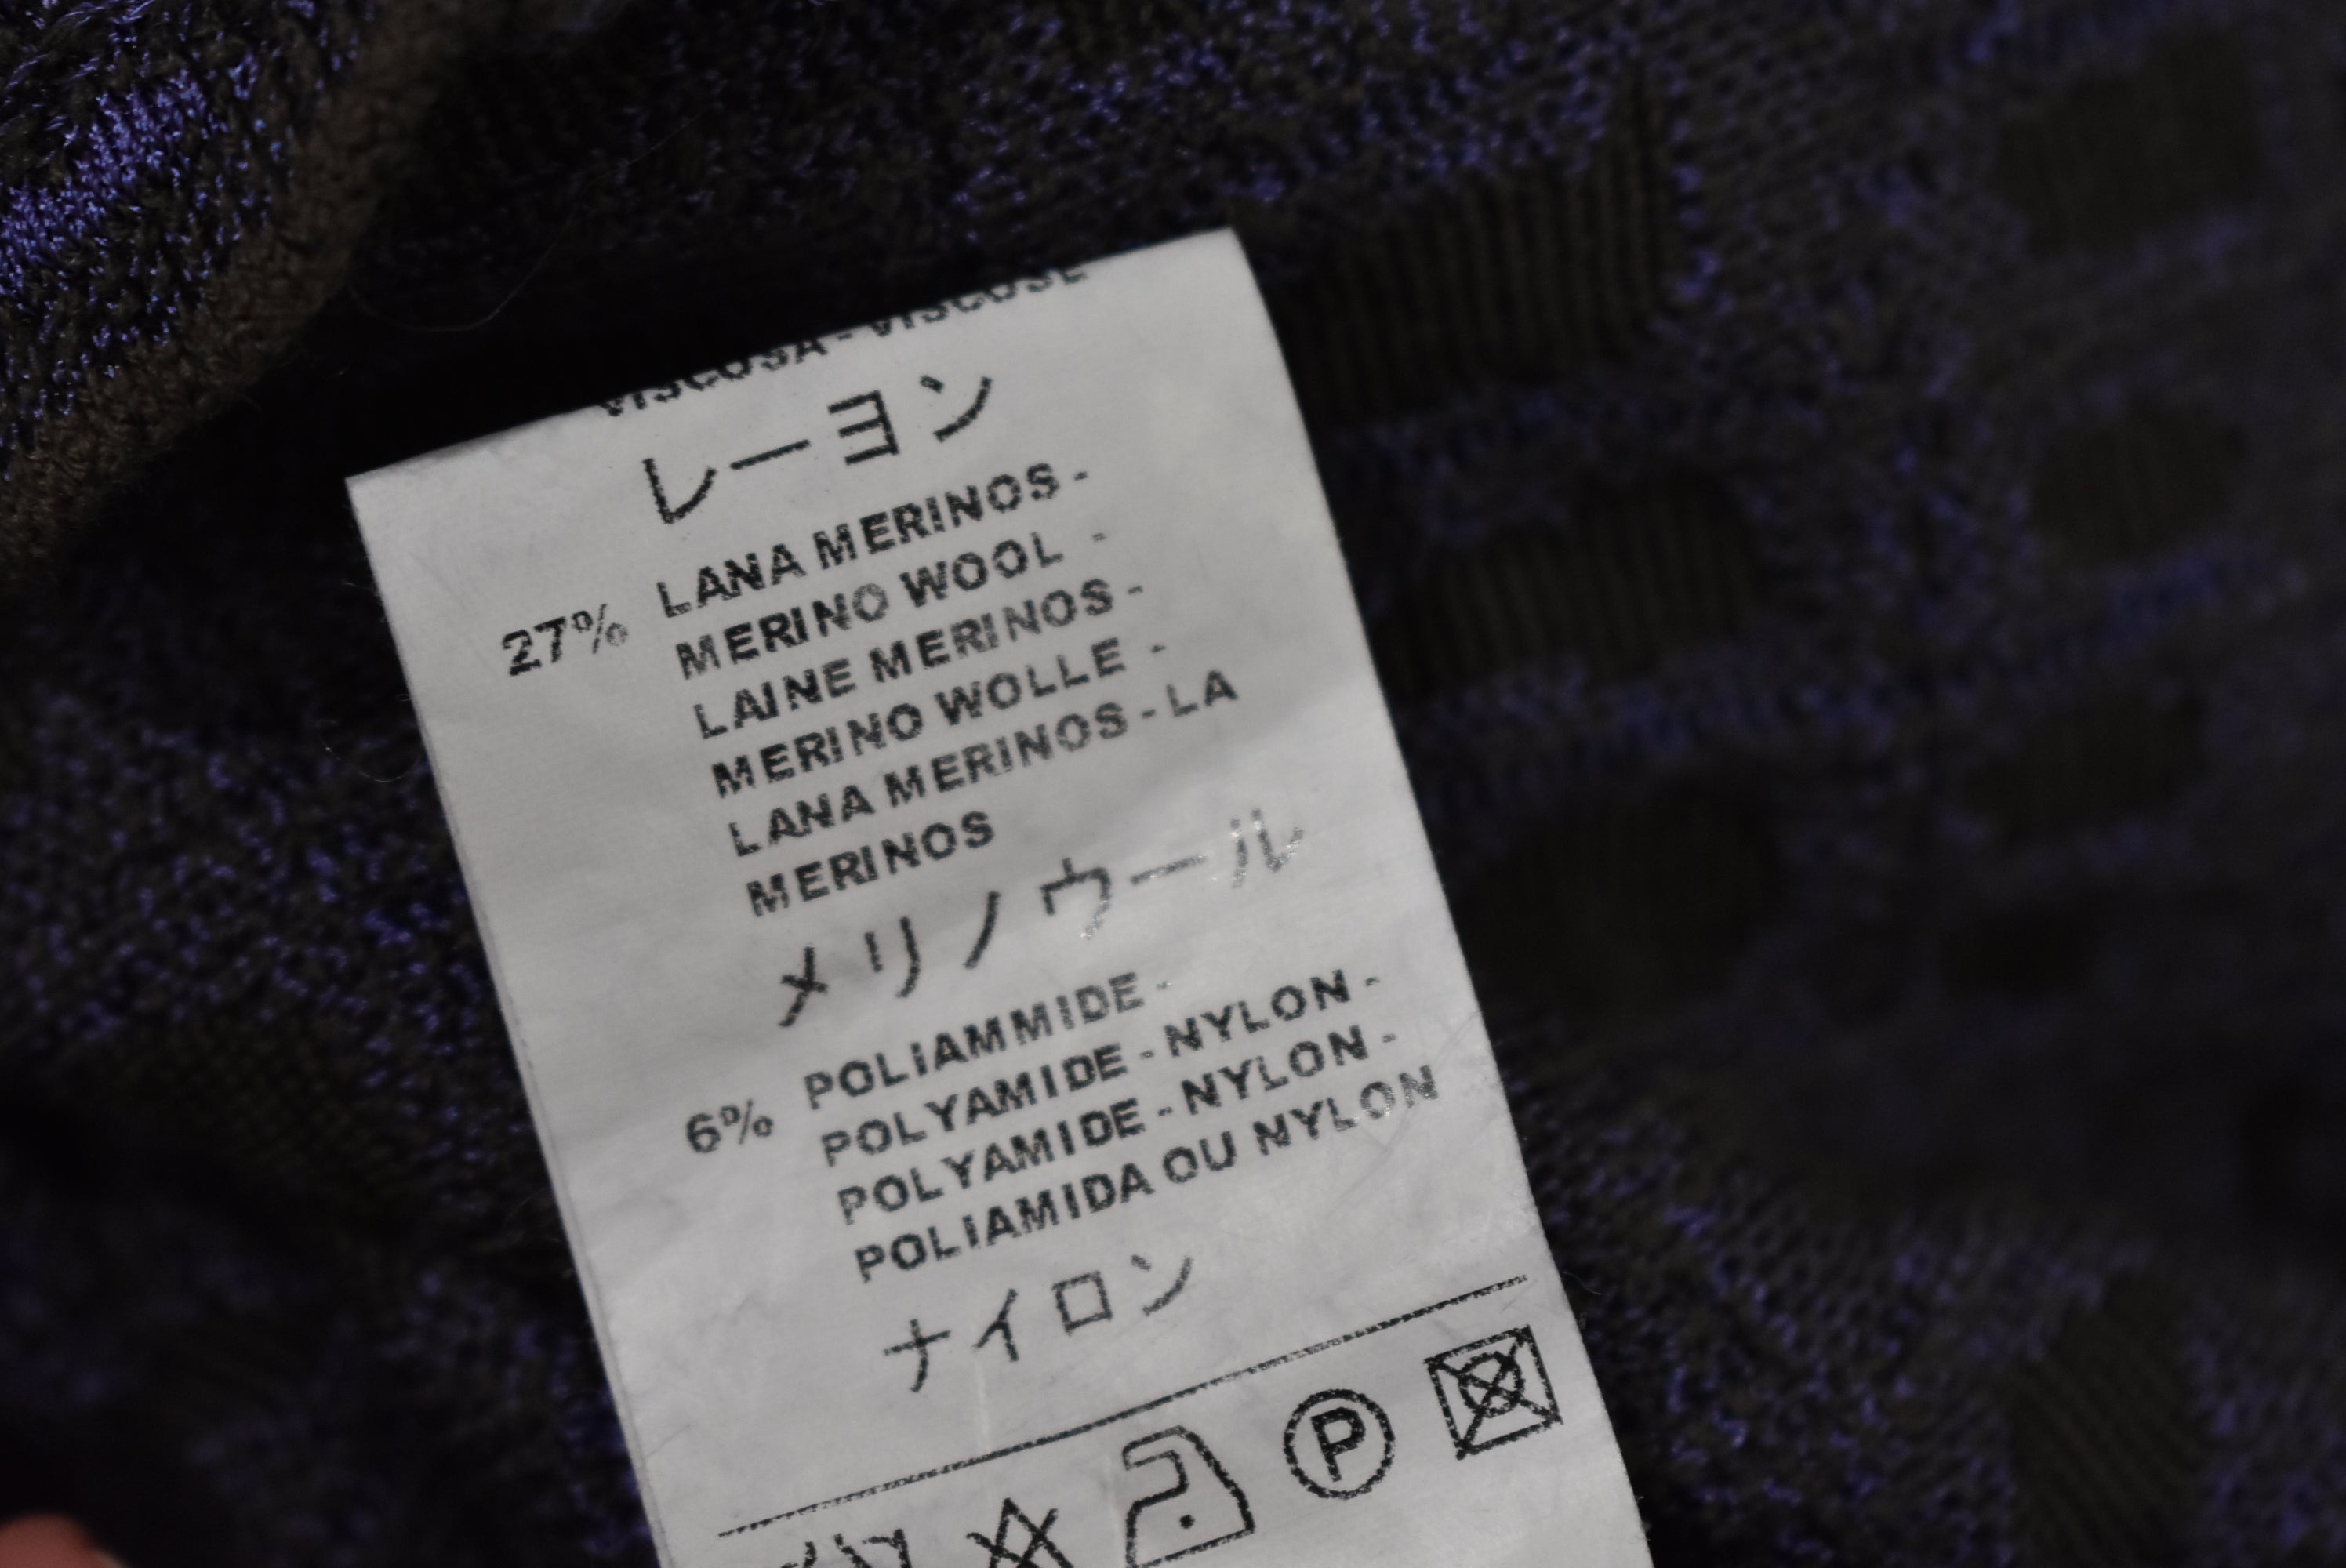 VISCOSA - VISCOSE
レーヨン
27% LANA MERINOS -
MERINO WOOL -
LAINE MERINOS -
MERINO WOLLE -
LANA MERINOS - LA
MERINOS
メリノウール
6% POLIAMMIDE -
POLYAMIDE - NYLON -
POLYAMIDE - NYLON -
POLIAMIDA OU NYLON
ナイロン
P